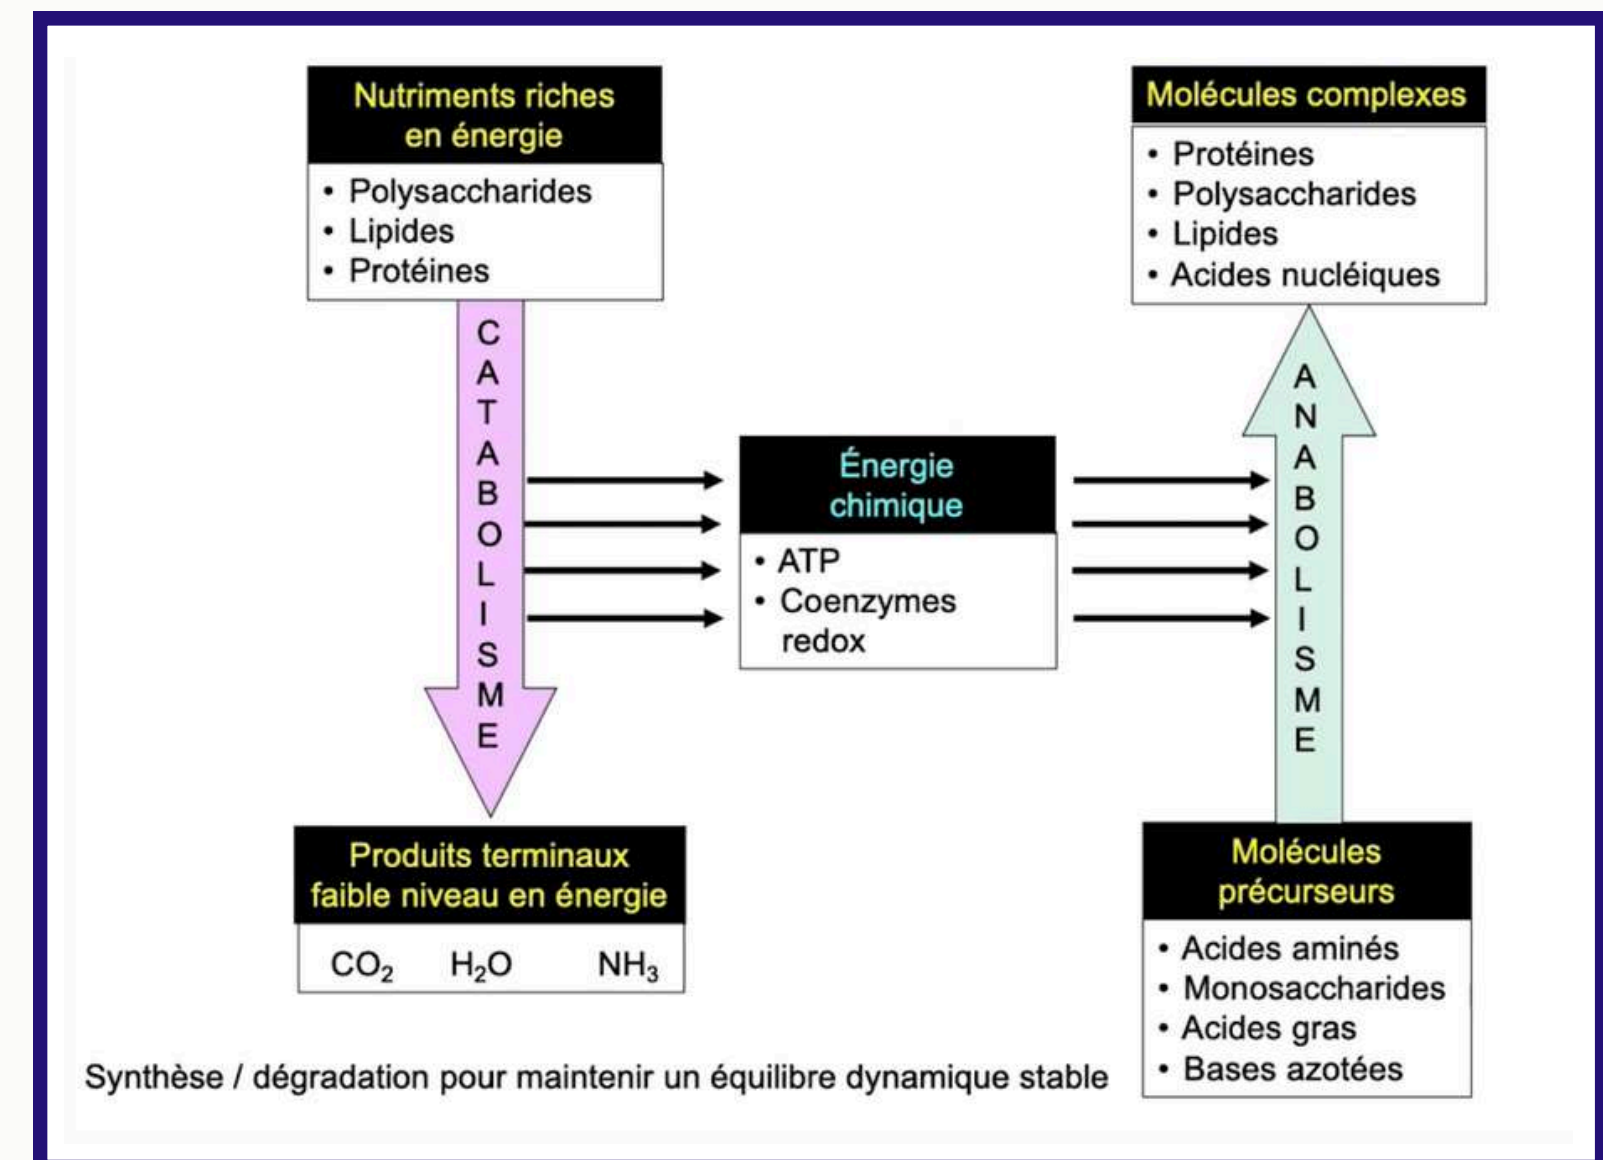 Nutriments riches
en énergie
• Polysaccharides
• Lipides
• Protéines
CATABOLISME
Produits terminaux
faible niveau en énergie
CO₂ H₂O NH₃
Énergie
chimique
• ATP
• Coenzymes
redox
Molécules complexes
• Protéines
• Polysaccharides
• Lipides
• Acides nucléiques
ANABOLISME
Molécules
précurseurs
• Acides aminés
• Monosaccharides
• Acides gras
• Bases azotées
Synthèse / dégradation pour maintenir un équilibre dynamique stable